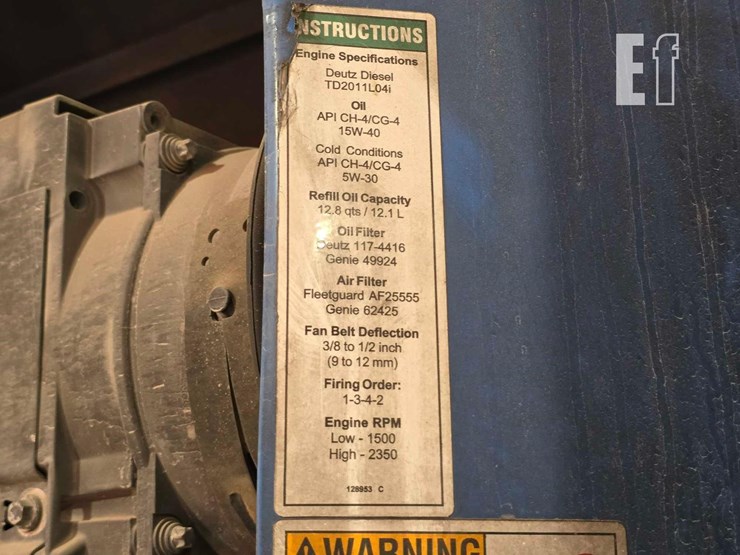 Ef
INSTRUCTIONS
Engine Specifications
Deutz Diesel
TD2011L04i
Oil
API CH-4/CG-4
15W-40
Cold Conditions
API CH-4/CG-4
5W-30
Refill Oil Capacity
12.8 qts / 12.1 L
Oil Filter
Deutz 117-4416
Genie 49924
Air Filter
Fleetguard AF25555
Genie 62425
Fan Belt Deflection
3/8 to 1/2 inch
(9 to 12 mm)
Firing Order:
1-3-4-2
Engine RPM
Low - 1500
High - 2350
128953 C
WARNING